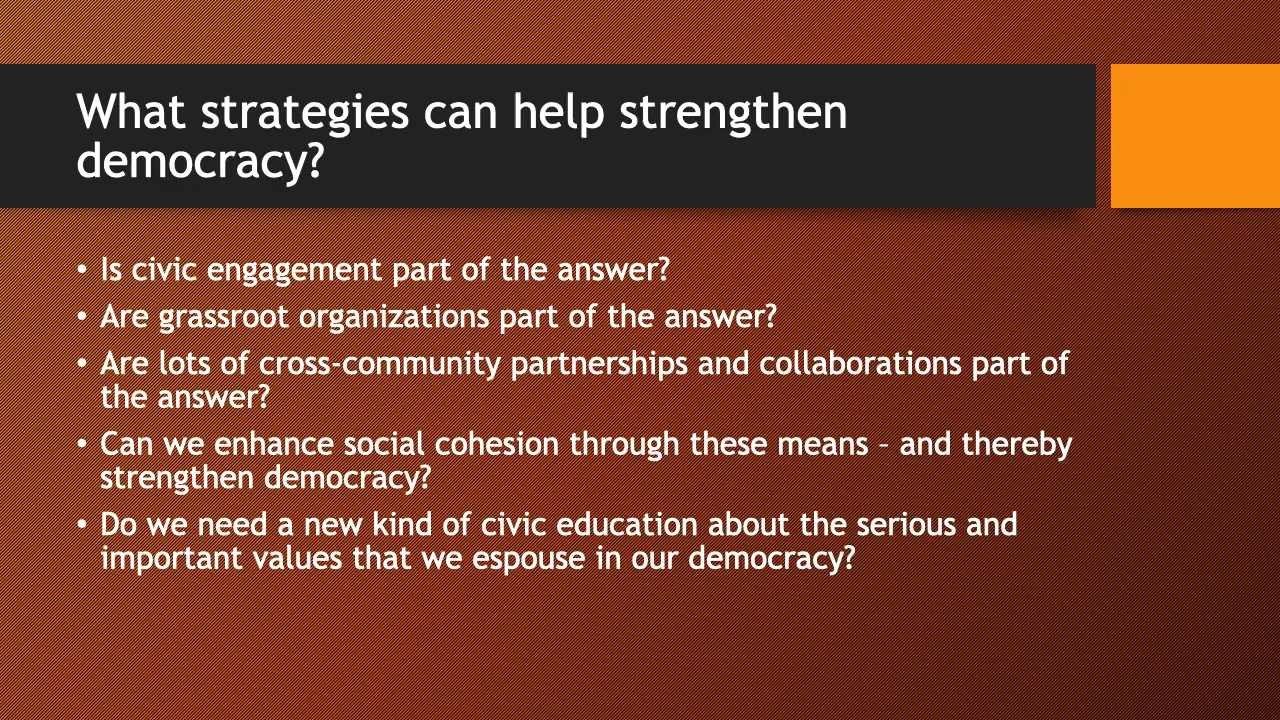 What strategies can help strengthen
democracy?
• Is civic engagement part of the answer?
• Are grassroot organizations part of the answer?
• Are lots of cross-community partnerships and collaborations part of
the answer?
• Can we enhance social cohesion through these means – and thereby
strengthen democracy?
• Do we need a new kind of civic education about the serious and
important values that we espouse in our democracy?